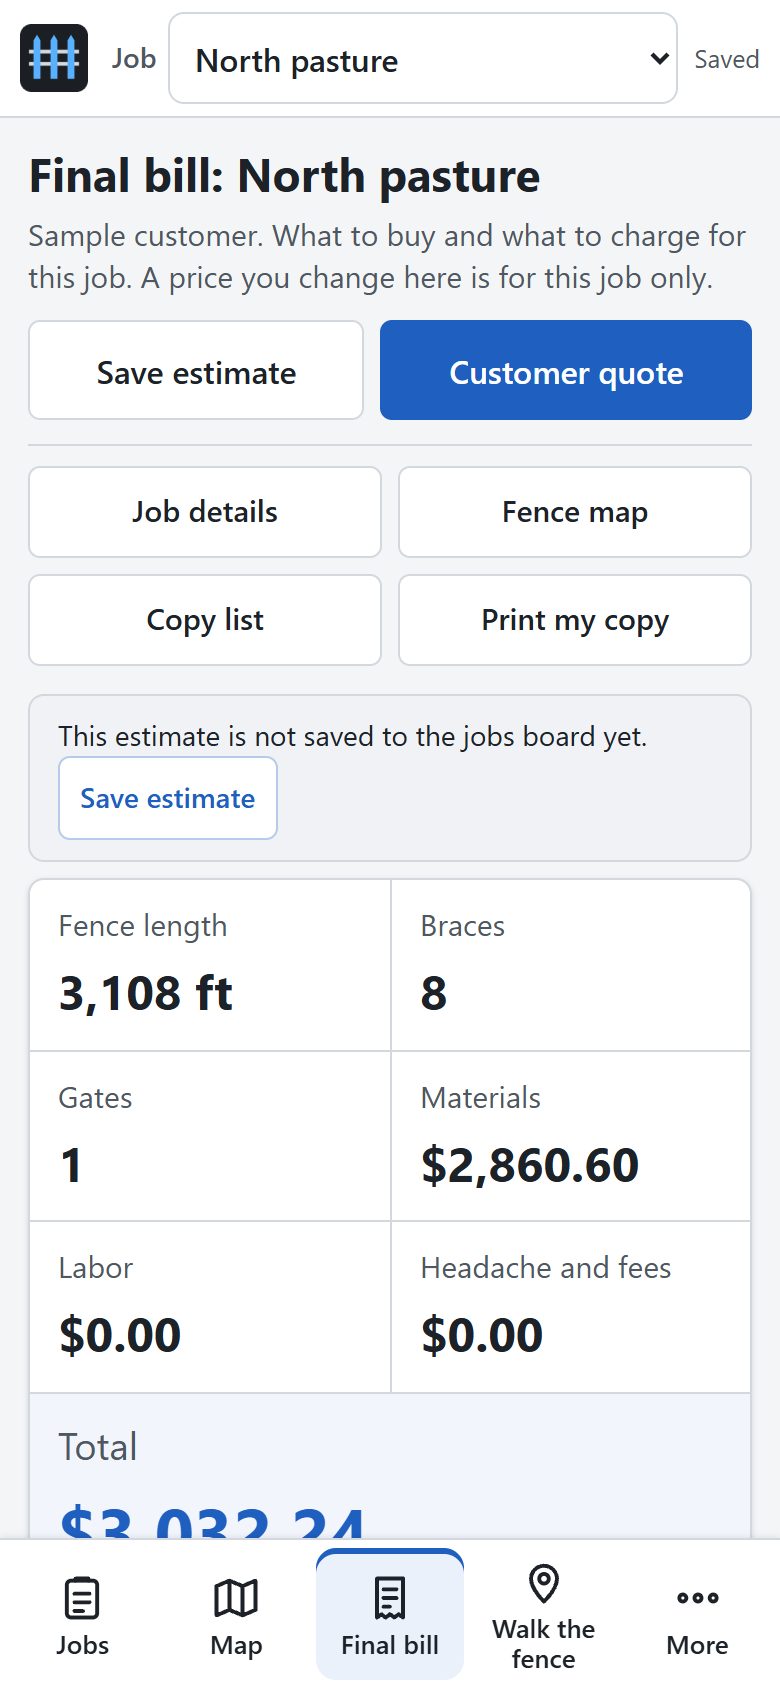 Job
North pasture
Saved
Final bill: North pasture
Sample customer. What to buy and what to charge for
this job. A price you change here is for this job only.
Save estimate
Customer quote
Job details
Fence map
Copy list
Print my copy
This estimate is not saved to the jobs board yet.
Save estimate
Fence length
3,108 ft
Braces
8
Gates
1
Materials
$2,860.60
Labor
$0.00
Headache and fees
$0.00
Total
$3,032.24
Jobs
Map
Final bill
Walk the
fence
More